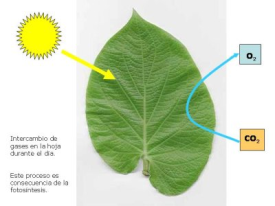 O₂
CO₂
Intercambio de
gases en la hoja
durante el día.
Este proceso es
consecuencia de la
fotosíntesis.